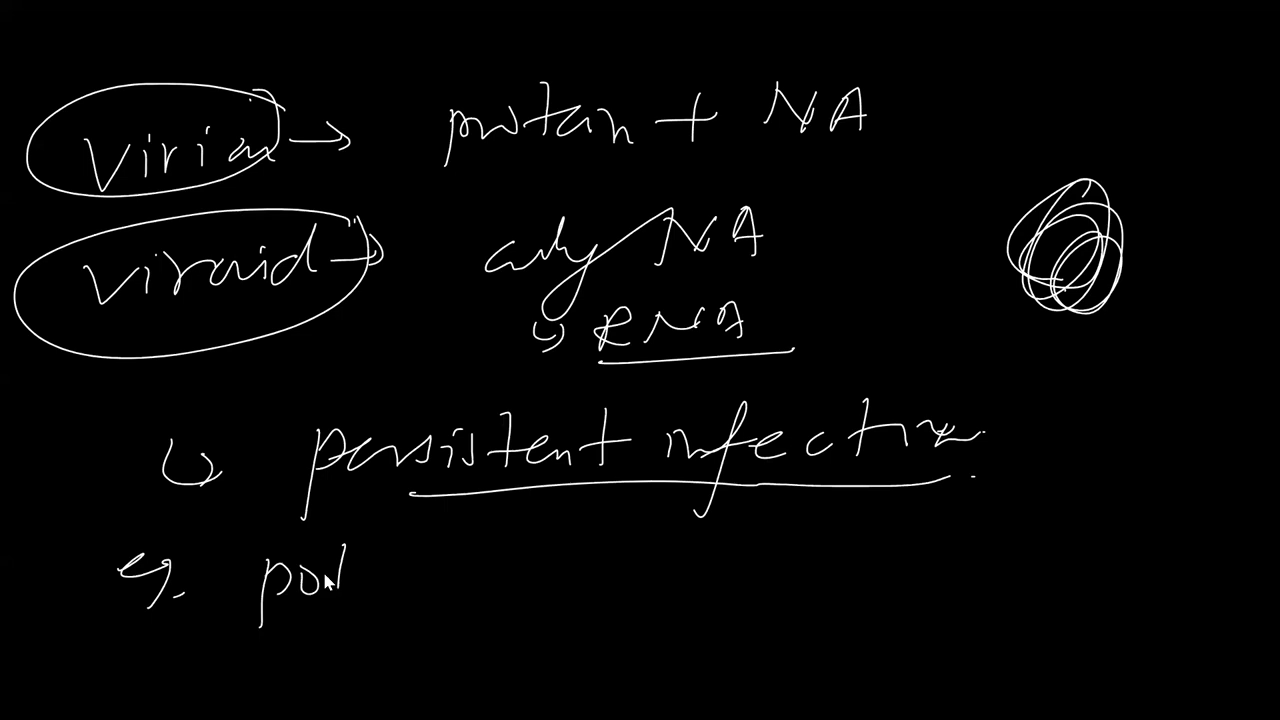 virion → protein + NA
viroid → only NA
↳ RNA
↳ persistent infection.
eg. pot